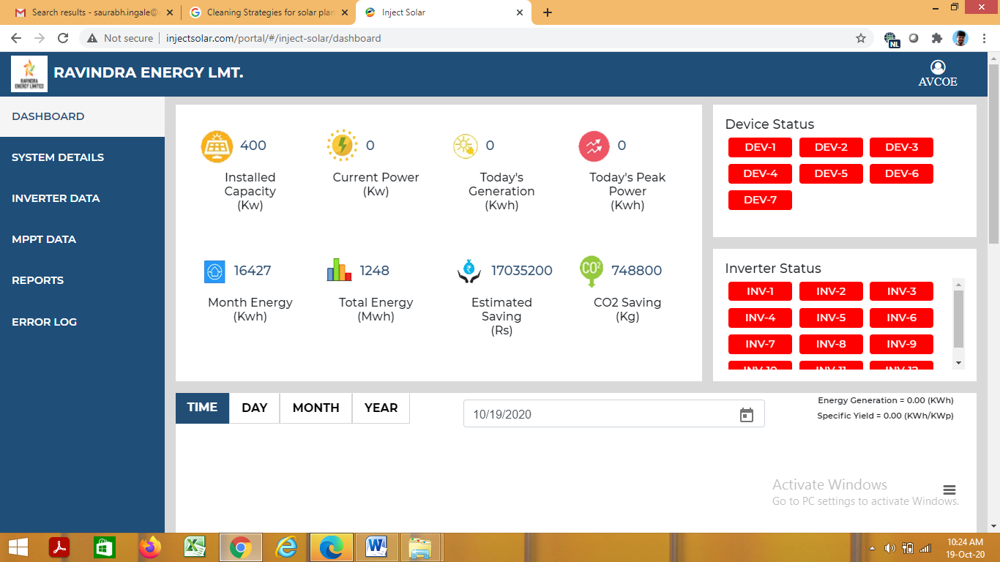 Search results - saurabh.ingale@
Cleaning Strategies for solar plan
Inject Solar
Not secure
injectsolar.com/portal/#/inject-solar/dashboard
NL
RAVINDRA
ENERGY LIMITED
RAVINDRA ENERGY LMT.
AVCOE
DASHBOARD
SYSTEM DETAILS
INVERTER DATA
MPPT DATA
REPORTS
ERROR LOG
400
Installed
Capacity
(Kw)
0
Current Power
(Kw)
0
Today's
Generation
(Kwh)
0
Today's Peak
Power
(Kwh)
16427
Month Energy
(Kwh)
1248
Total Energy
(Mwh)
₹
17035200
Estimated
Saving
(Rs)
CO²
748800
CO2 Saving
(Kg)
Device Status
DEV-1 DEV-2 DEV-3
DEV-4 DEV-5 DEV-6
DEV-7
Inverter Status
INV-1 INV-2 INV-3
INV-4 INV-5 INV-6
INV-7 INV-8 INV-9
INV-10 INV-11 INV-12
TIME DAY MONTH YEAR
10/19/2020
Energy Generation = 0.00 (KWh)
Specific Yield = 0.00 (KWh/KWp)
Activate Windows
Go to PC settings to activate Windows.
10:24 AM
19-Oct-20